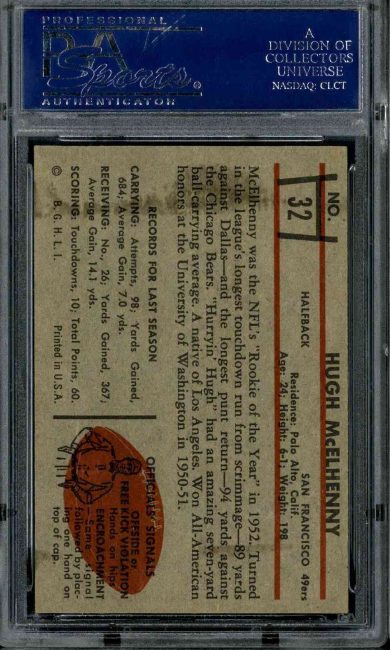 PROFESSIONAL
PSA
Sports
AUTHENTICATOR
A
DIVISION OF
COLLECTORS
UNIVERSE
NASDAQ: CLCT
NO.
32
HUGH McELHENNY
HALFBACK
SAN FRANCISCO 49ers
Residence: Palo Alto, Calif.
Age: 24 Height: 6-1; Weight: 198
McElhenny was the NFL's "Rookie of the Year" in 1952. Turned
in the league's longest touchdown run from scrimmage—89 yards
against Dallas—and the longest punt return—94 yards against
the Chicago Bears. "Hurryin' Hugh" had an amazing seven-yard
ball-carrying average. A native of Los Angeles. Won All-American
honors at the University of Washington in 1950-51.
RECORDS FOR LAST SEASON
CARRYING: Attempts, 98; Yards Gained,
684; Average Gain, 7.0 yds.
RECEIVING: No., 26; Yards Gained, 367;
Average Gain, 14.1 yds.
SCORING: Touchdowns, 10; Total Points, 60.
© B. G. H. L. I. Printed in U.S.A.
OFFICIALS' SIGNALS
OFFSIDE or
FREE KICK VIOLATION
—Hands on hips
ENCROACHMENT
—Same signal
followed by plac-
ing one hand on
top of cap.